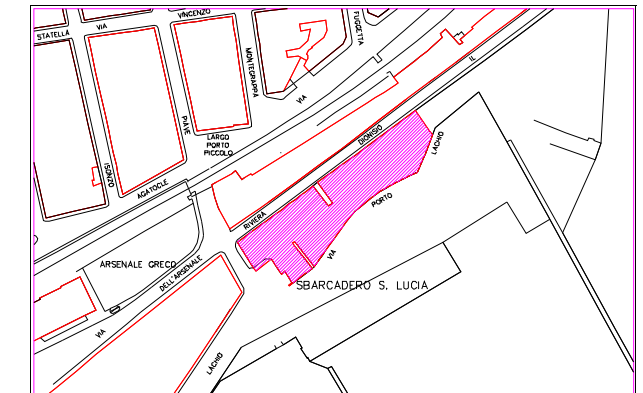 VINCENZO
STATELLA
VIA
FUGGETTA
MONTEGRAPPA
IL
VIA
PIAVE
LARGO
PORTO
PICCOLO
DIONISIO
LACHIO
ISONZO
AGATOCLE
PORTO
RIVIERA
VIA
ARSENALE GRECO
DELL'ARSENALE
SBARCADERO S. LUCIA
VIA
LACHIO